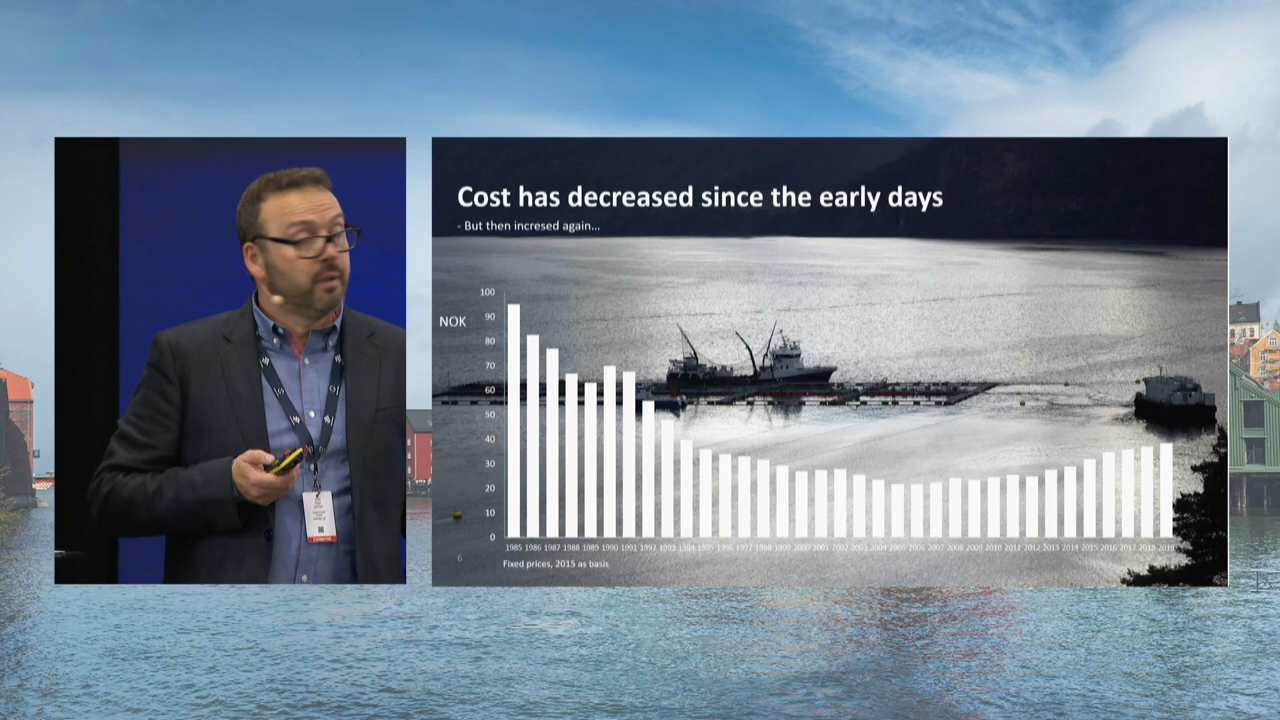 Cost has decreased since the early days
- But then incresed again...
NOK
100
90
80
70
60
50
40
30
20
10
0
1985 1986 1987 1988 1989 1990 1991 1992 1993 1994 1995 1996 1997 1998 1999 2000 2001 2002 2003 2004 2005 2006 2007 2008 2009 2010 2011 2012 2013 2014 2015 2016 2017 2018 2019
6
Fixed prices, 2015 as basis